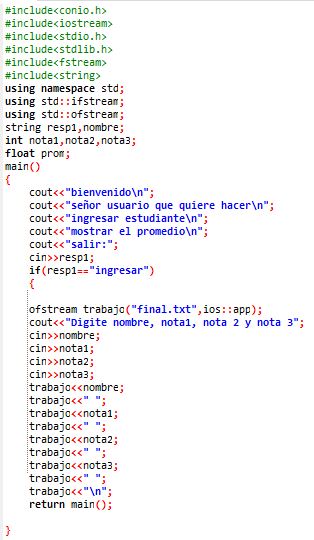 #include<conio.h>
#include<iostream>
#include<stdio.h>
#include<stdlib.h>
#include<fstream>
#include<string>
using namespace std;
using std::ifstream;
using std::ofstream;
string resp1,nombre;
int nota1,nota2,nota3;
float prom;
main()
{
cout<<"bienvenido\n";
cout<<"señor usuario que quiere hacer\n";
cout<<"ingresar estudiante\n";
cout<<"mostrar el promedio\n";
cout<<"salir:";
cin>>resp1;
if(resp1=="ingresar")
{
ofstream trabajo("final.txt",ios::app);
cout<<"Digite nombre, nota1, nota 2 y nota 3";
cin>>nombre;
cin>>nota1;
cin>>nota2;
cin>>nota3;
trabajo<<nombre;
trabajo<<" ";
trabajo<<nota1;
trabajo<<" ";
trabajo<<nota2;
trabajo<<" ";
trabajo<<nota3;
trabajo<<" ";
trabajo<<"\n";
return main();
}